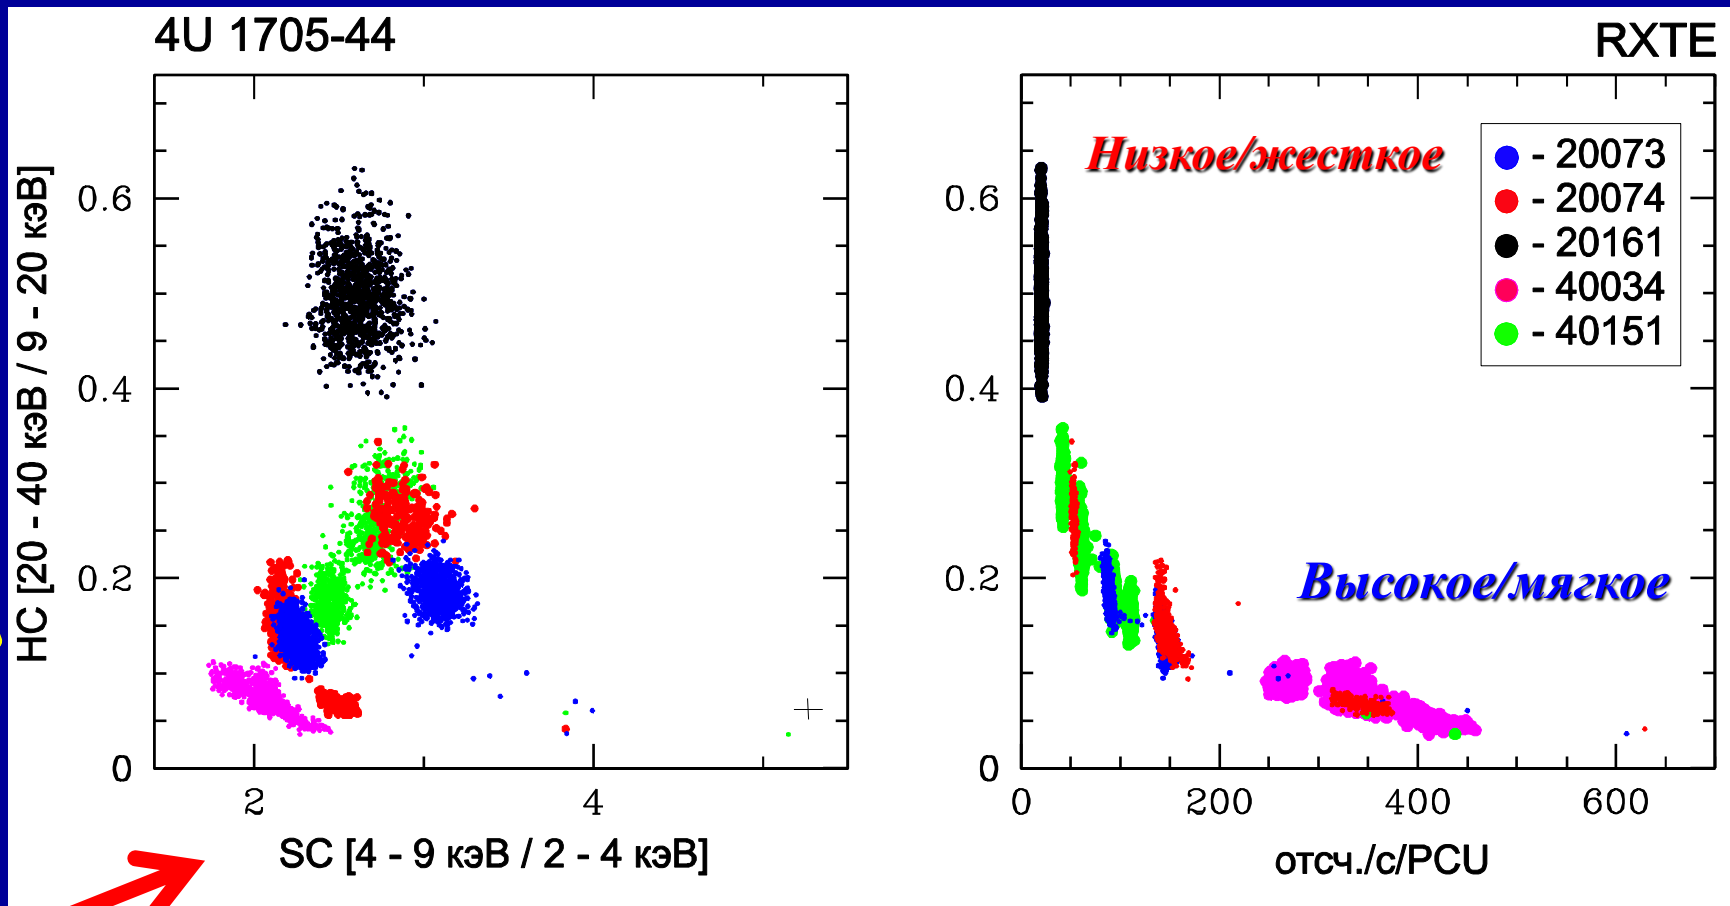 4U 1705-44
RXTE
HC [20 - 40 кэВ / 9 - 20 кэВ]
0.6
0.4
0.2
0
2
4
SC [4 - 9 кэВ / 2 - 4 кэВ]
Низкое/жесткое
- 20073
- 20074
- 20161
- 40034
- 40151
Высокое/мягкое
0.6
0.4
0.2
0
0
200
400
600
отсч./с/PCU